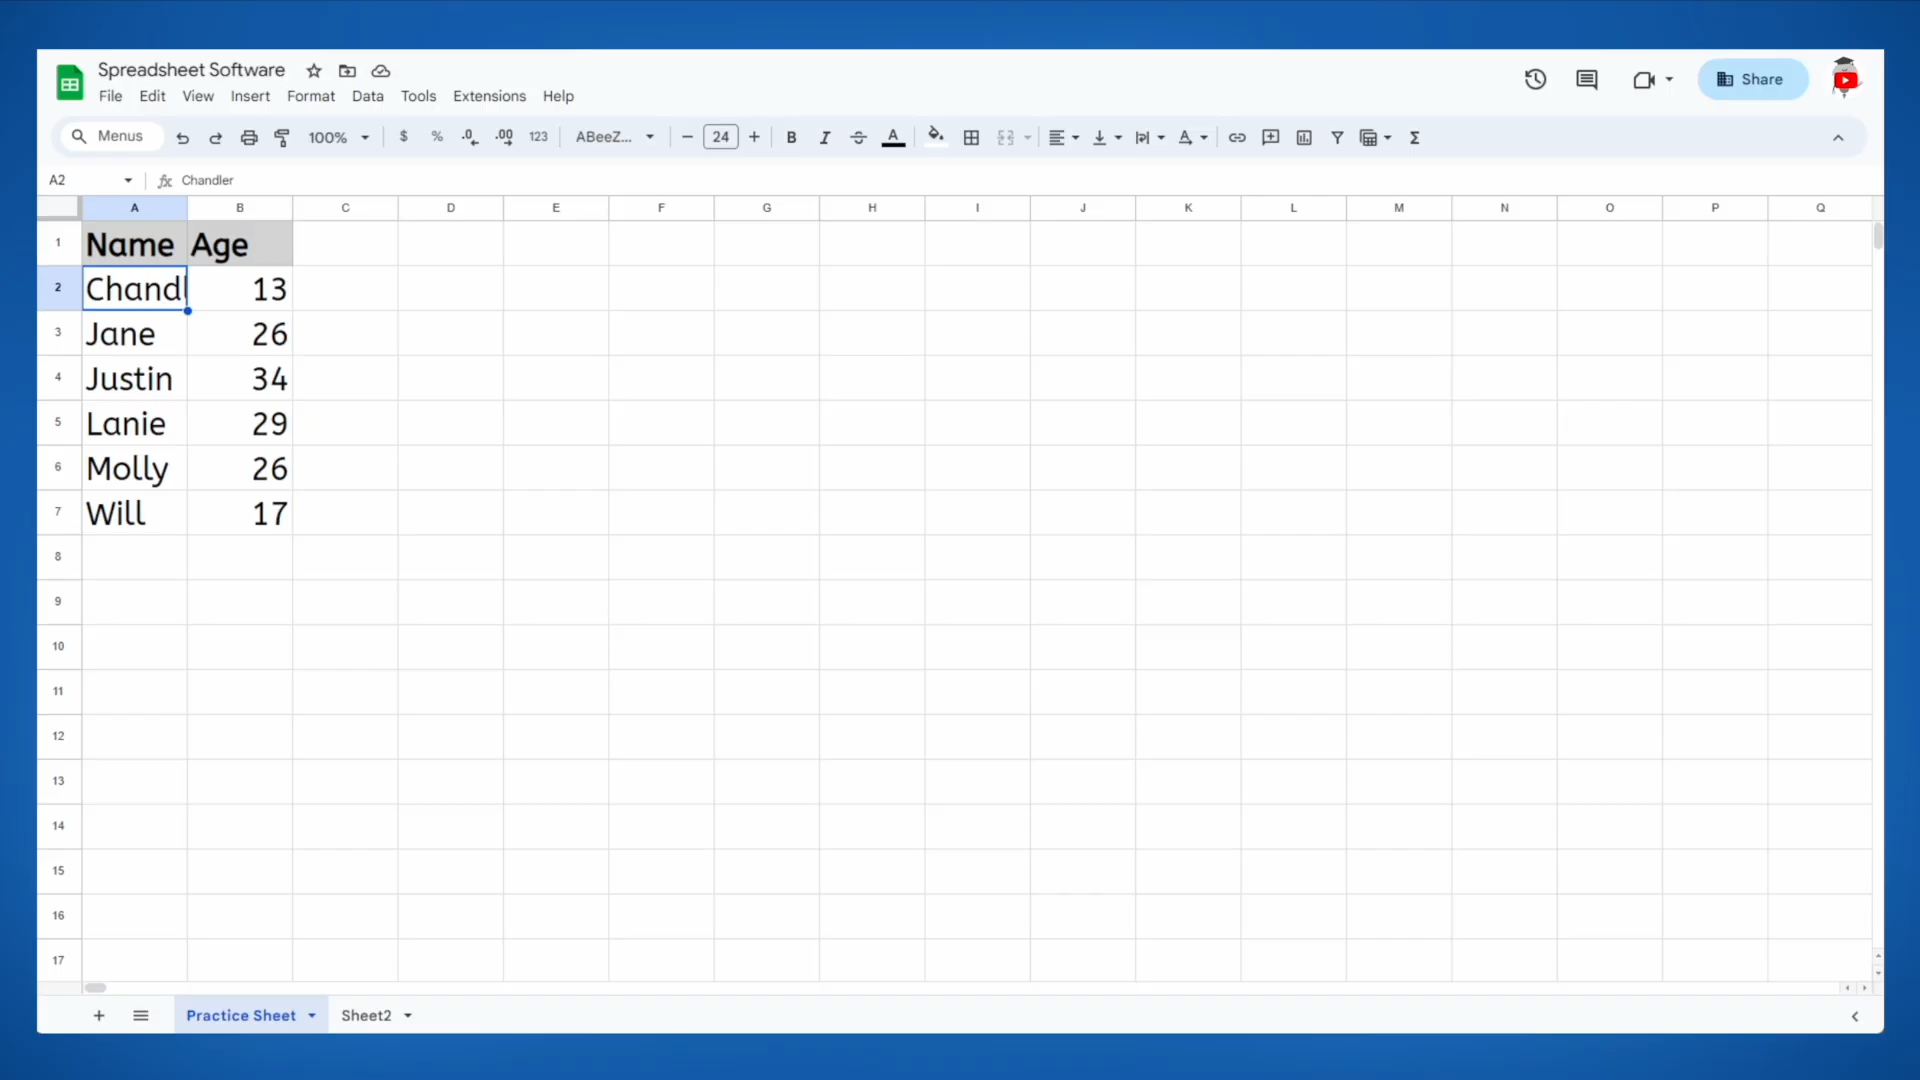 Spreadsheet Software
File Edit View Insert Format Data Tools Extensions Help
Share
Menus 100% $ % .0 .00 123 ABeeZ... 24 B I A Σ
A2 fx Chandler
A B C D E F G H I J K L M N O P Q
1 Name Age
2 Chandl 13
3 Jane 26
4 Justin 34
5 Lanie 29
6 Molly 26
7 Will 17
8
9
10
11
12
13
14
15
16
17
Practice Sheet Sheet2